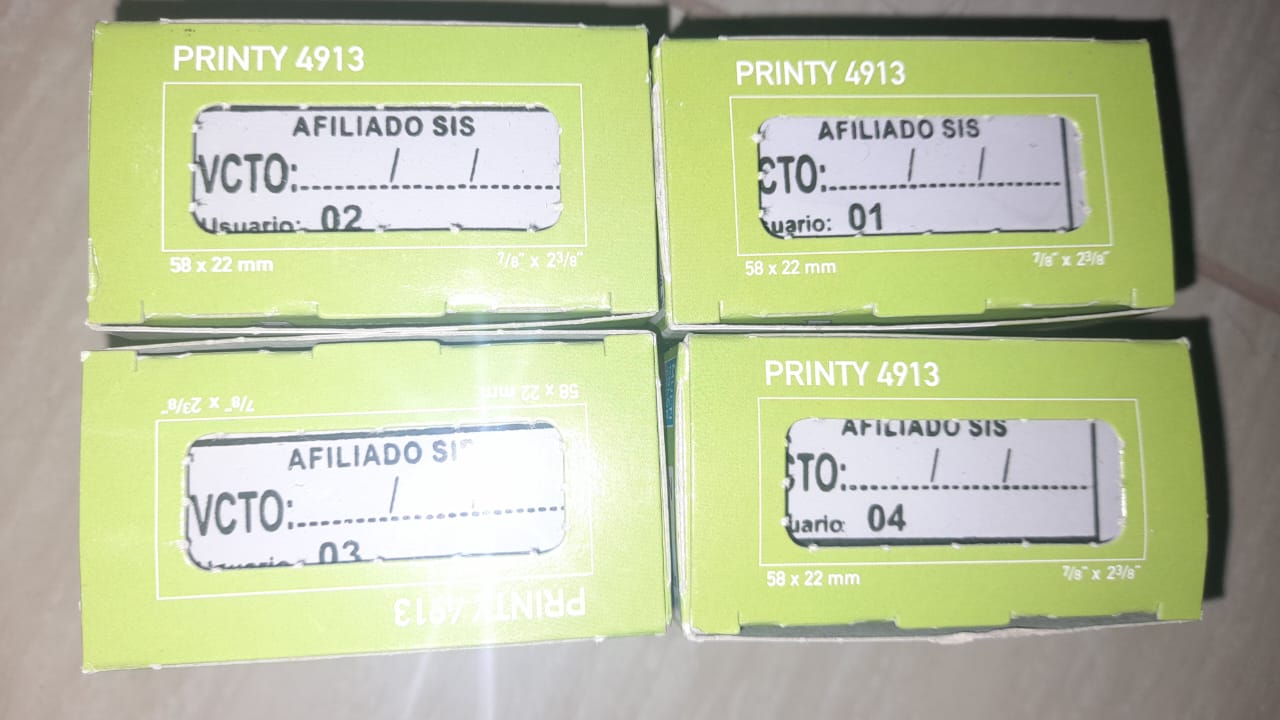 PRINTY 4913
AFILIADO SIS
VCTO:....../....../......
Usuario: 02
58 x 22 mm 7/8" x 2 3/8"
PRINTY 4913
AFILIADO SIS
CTO:....../....../......
uario: 01
58 x 22 mm 7/8" x 2 3/8"
58 x 22 mm 7/8" x 2 3/8"
AFILIADO SIS
VCTO:....../............
Usuario: 03
PRINTY 4913
PRINTY 4913
AFILIADO SIS
CTO:....../....../......
uario: 04
58 x 22 mm 7/8" x 2 3/8"